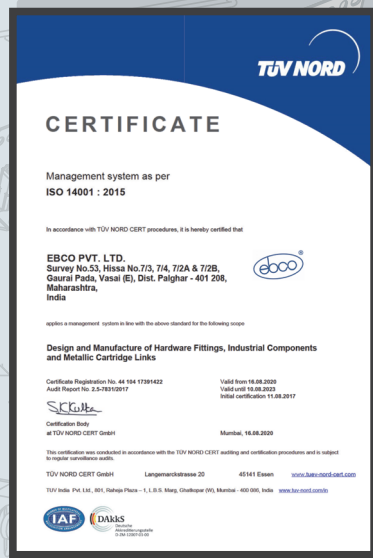 TÜV NORD
CERTIFICATE
Management system as per
ISO 14001 : 2015
In accordance with TÜV NORD CERT procedures, it is hereby certified that
EBCO PVT. LTD.
Survey No.53, Hissa No.7/3, 7/4, 7/2A & 7/2B,
Gaurai Pada, Vasai (E), Dist. Palghar - 401 208,
Maharashtra,
India
ebco®
applies a management system in line with the above standard for the following scope
Design and Manufacture of Hardware Fittings, Industrial Components
and Metallic Cartridge Links
Certificate Registration No. 44 104 17391422
Audit Report No. 2.5-7831/2017
Valid from 16.08.2020
Valid until 10.08.2023
Initial certification 11.08.2017
Certification Body
at TÜV NORD CERT GmbH
Mumbai, 16.08.2020
This certification was conducted in accordance with the TÜV NORD CERT auditing and certification procedures and is subject
to regular surveillance audits.
TÜV NORD CERT GmbH Langemarckstrasse 20 45141 Essen www.tuev-nord-cert.com
TUV India Pvt. Ltd., 801, Raheja Plaza – 1, L.B.S. Marg, Ghatkopar (W), Mumbai - 400 086, India www.tuv-nord.com/in
IAF
DAkkS
Deutsche
Akkreditierungsstelle
D-ZM-12007-01-00